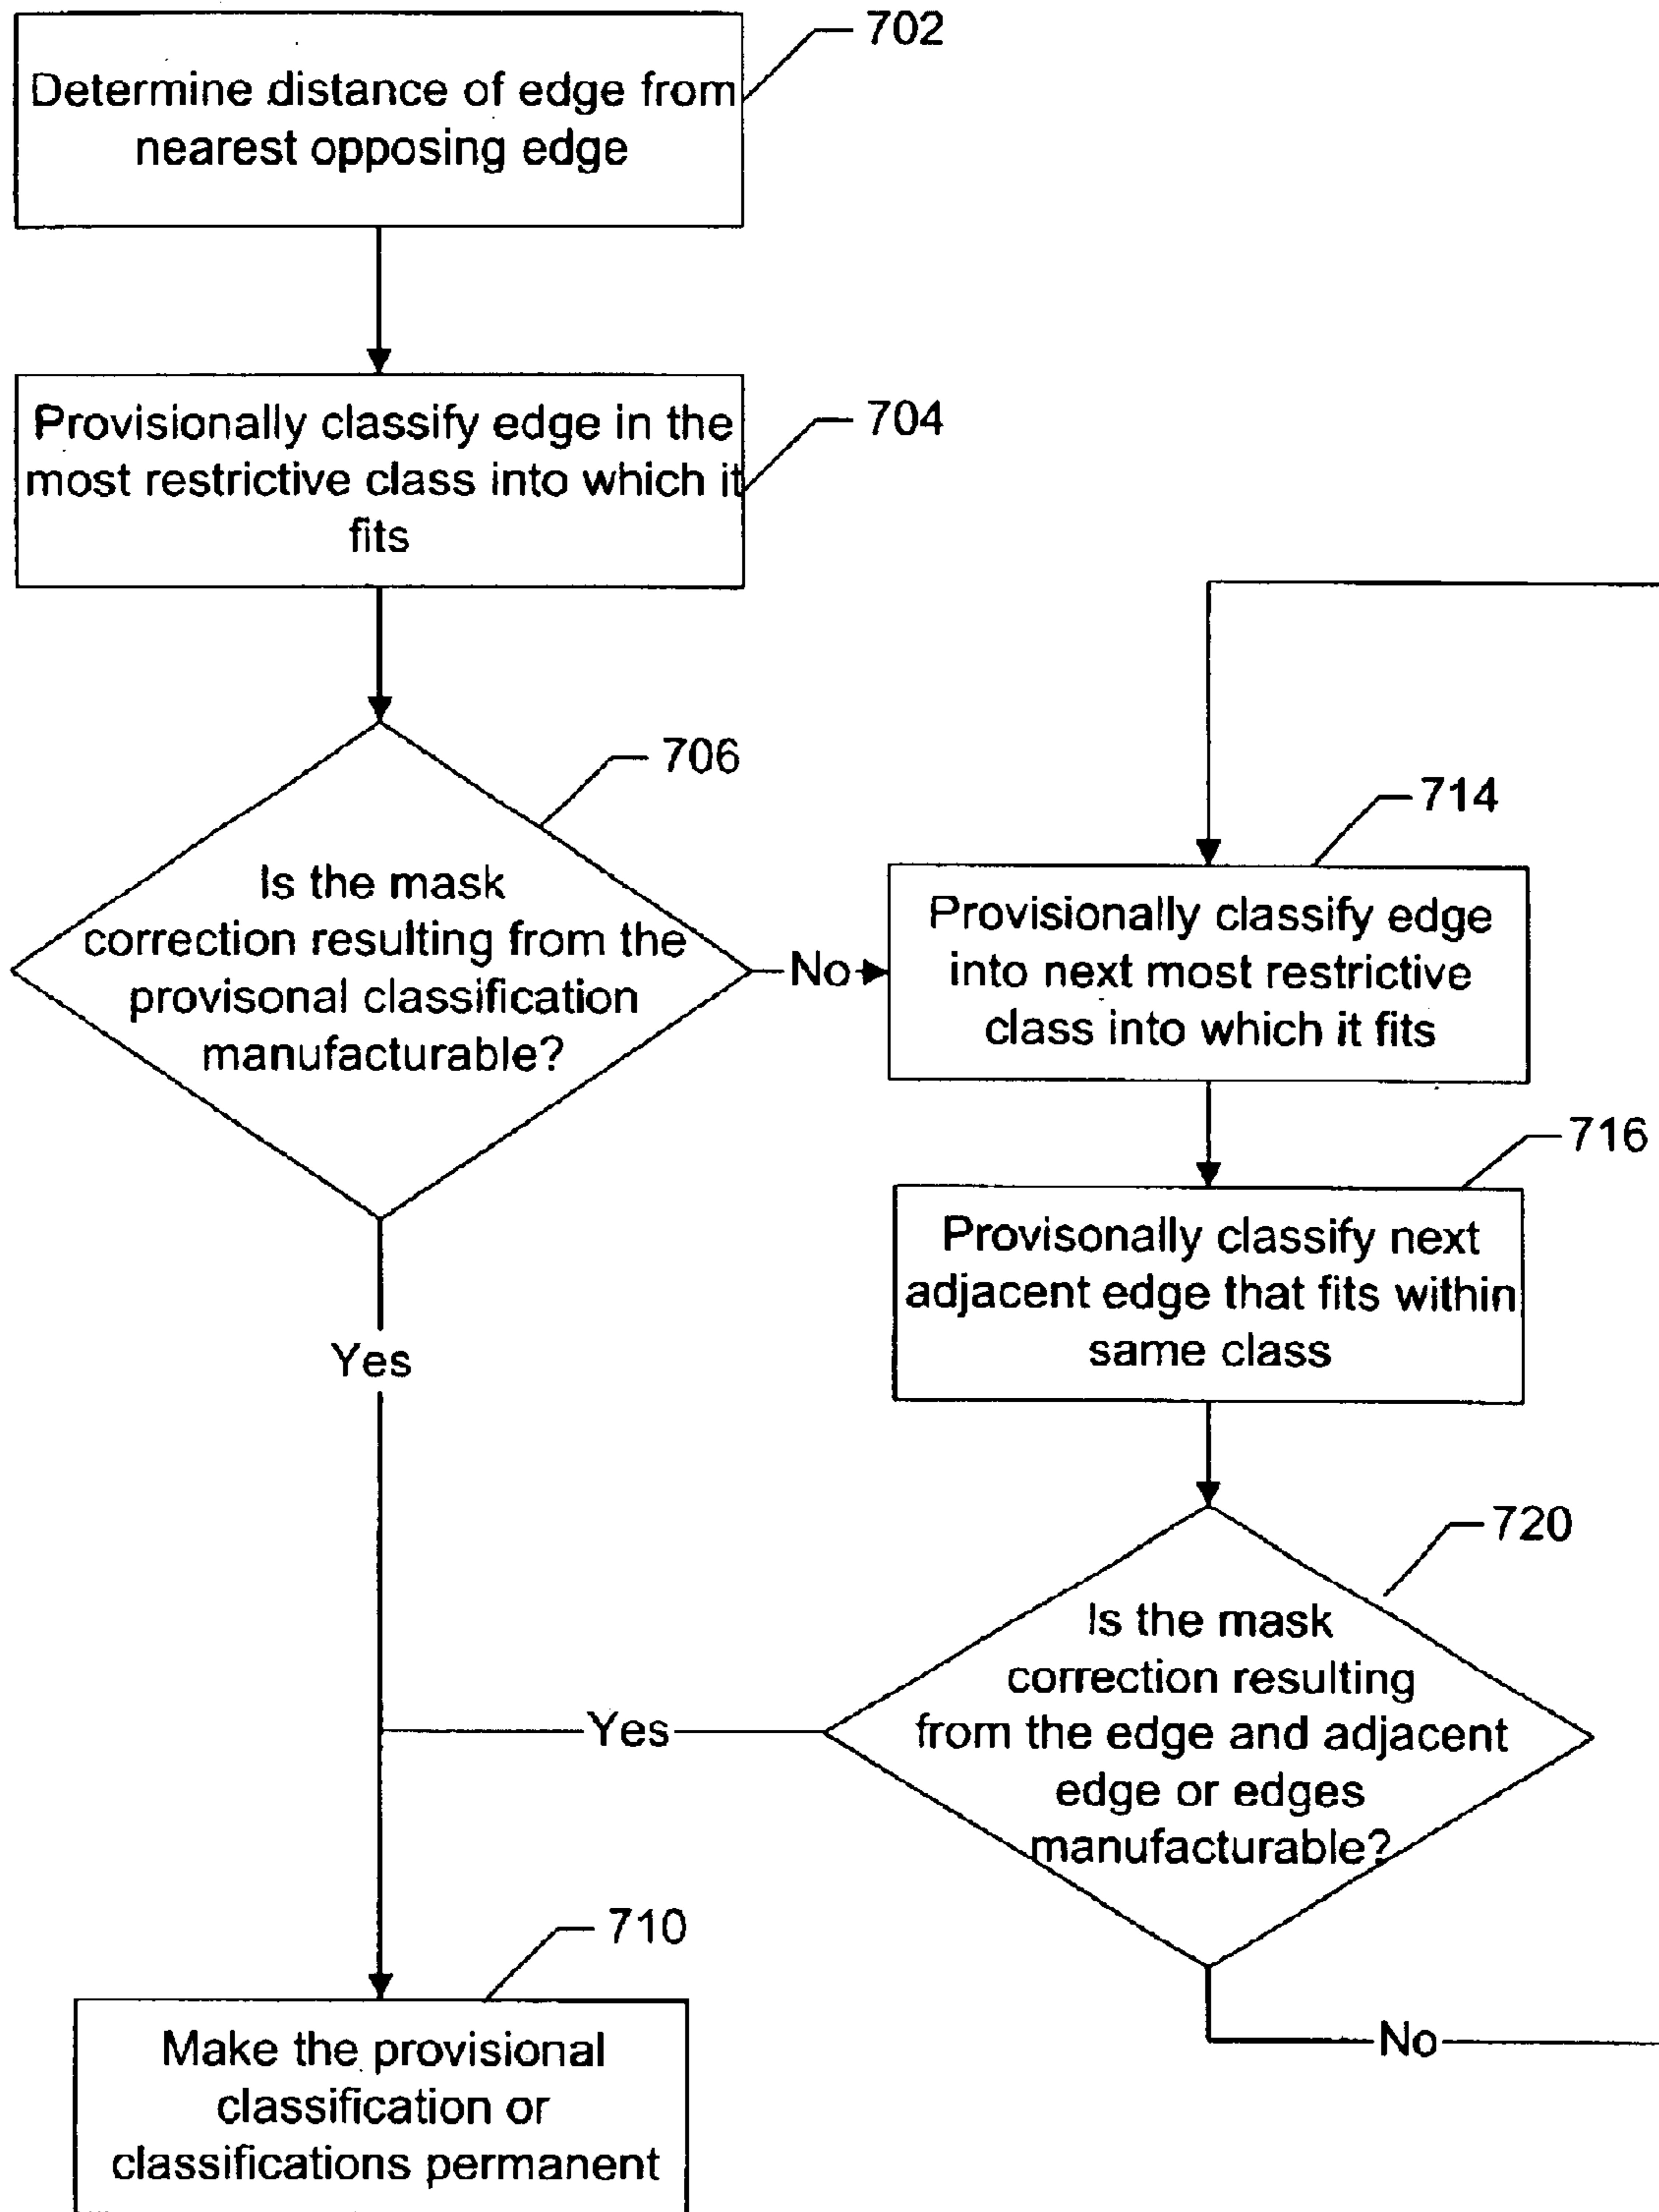 702
Determine distance of edge from
nearest opposing edge
704
Provisionally classify edge in the
most restrictive class into which it
fits
706
Is the mask
correction resulting from the
provisonal classification
manufacturable?
No
714
Provisionally classify edge
into next most restrictive
class into which it fits
716
Provisonally classify next
adjacent edge that fits within
same class
Yes
720
Is the mask
correction resulting
from the edge and adjacent
edge or edges
manufacturable?
Yes
No
710
Make the provisional
classification or
classifications permanent